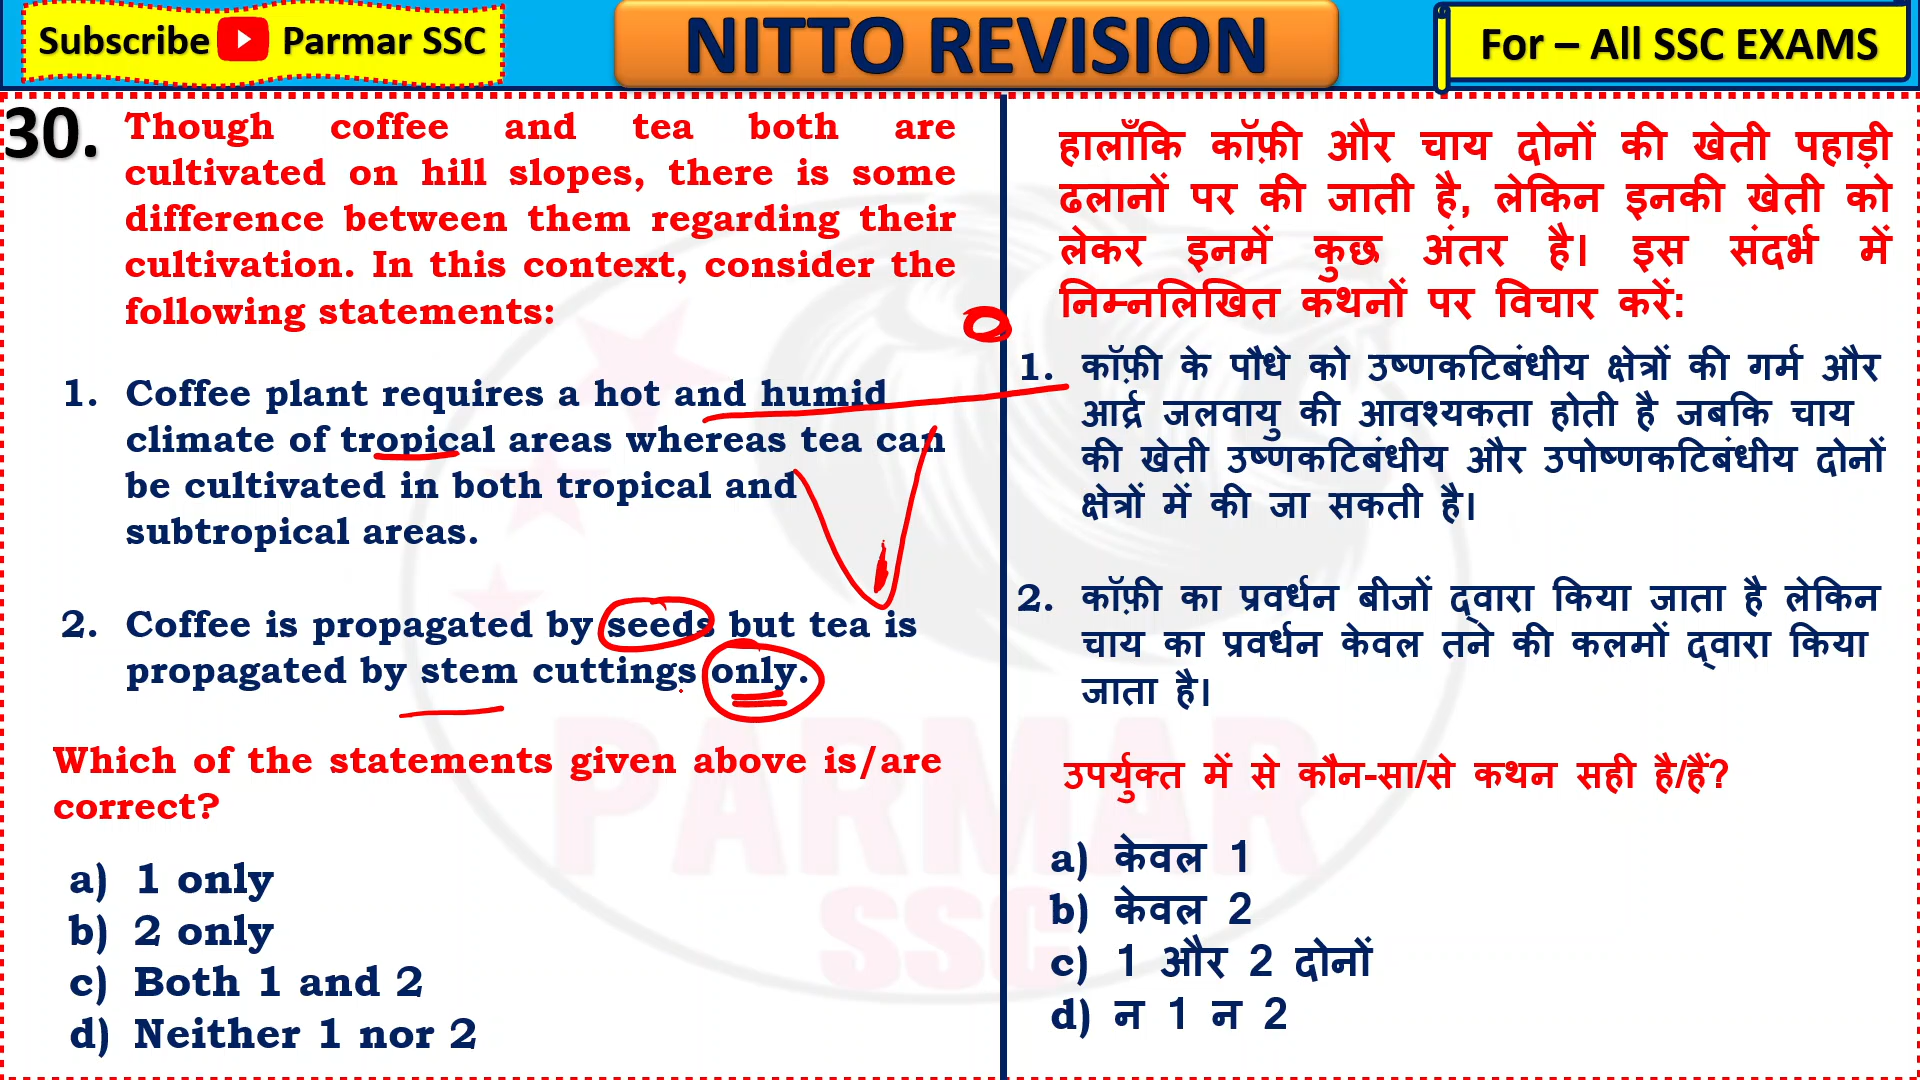 Subscribe Parmar SSC
NITTO REVISION
For – All SSC EXAMS
30.
Though coffee and tea both are
cultivated on hill slopes, there is some
difference between them regarding their
cultivation. In this context, consider the
following statements:
1. Coffee plant requires a hot and humid
climate of tropical areas whereas tea can
be cultivated in both tropical and
subtropical areas.
2. Coffee is propagated by seeds but tea is
propagated by stem cuttings only.
Which of the statements given above is/are
correct?
a) 1 only
b) 2 only
c) Both 1 and 2
d) Neither 1 nor 2
हालाँकि कॉफ़ी और चाय दोनों की खेती पहाड़ी
ढलानों पर की जाती है, लेकिन इनकी खेती को
लेकर इनमें कुछ अंतर है। इस संदर्भ में
निम्नलिखित कथनों पर विचार करें:
1. कॉफ़ी के पौधे को उष्णकटिबंधीय क्षेत्रों की गर्म और
आर्द्र जलवायु की आवश्यकता होती है जबकि चाय
की खेती उष्णकटिबंधीय और उपोष्णकटिबंधीय दोनों
क्षेत्रों में की जा सकती है।
2. कॉफ़ी का प्रवर्धन बीजों द्वारा किया जाता है लेकिन
चाय का प्रवर्धन केवल तने की कलमों द्वारा किया
जाता है।
उपर्युक्त में से कौन-सा/से कथन सही है/हैं?
a) केवल 1
b) केवल 2
c) 1 और 2 दोनों
d) न 1 न 2
PARMAR
SSC